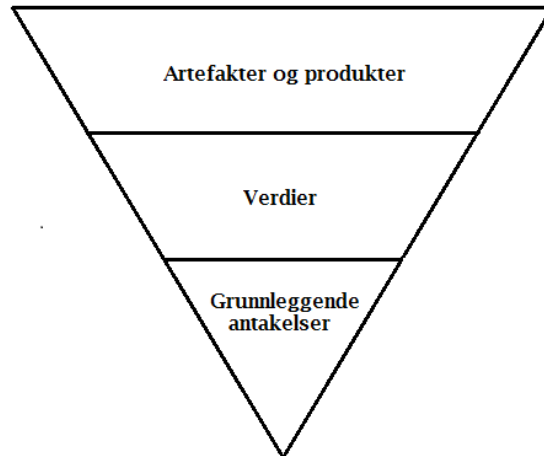 Artefakter og produkter
Verdier
Grunnleggende
antakelser